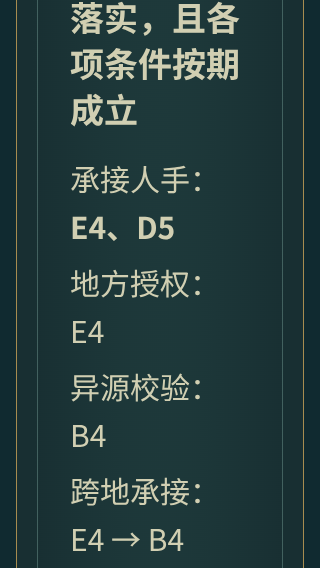 落实，且各
项条件按期
成立
承接人手：
E4、D5
地方授权：
E4
异源校验：
B4
跨地承接：
E4 → B4